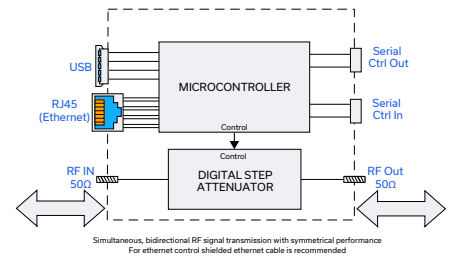 USB
MICROCONTROLLER
Serial
Ctrl Out
RJ45
(Ethernet)
Serial
Ctrl In
Control
Control
RF IN
50Ω
DIGITAL STEP
ATTENUATOR
RF Out
50Ω
Simultaneous, bidirectional RF signal transmission with symmetrical performance
For ethernet control shielded ethernet cable is recommended